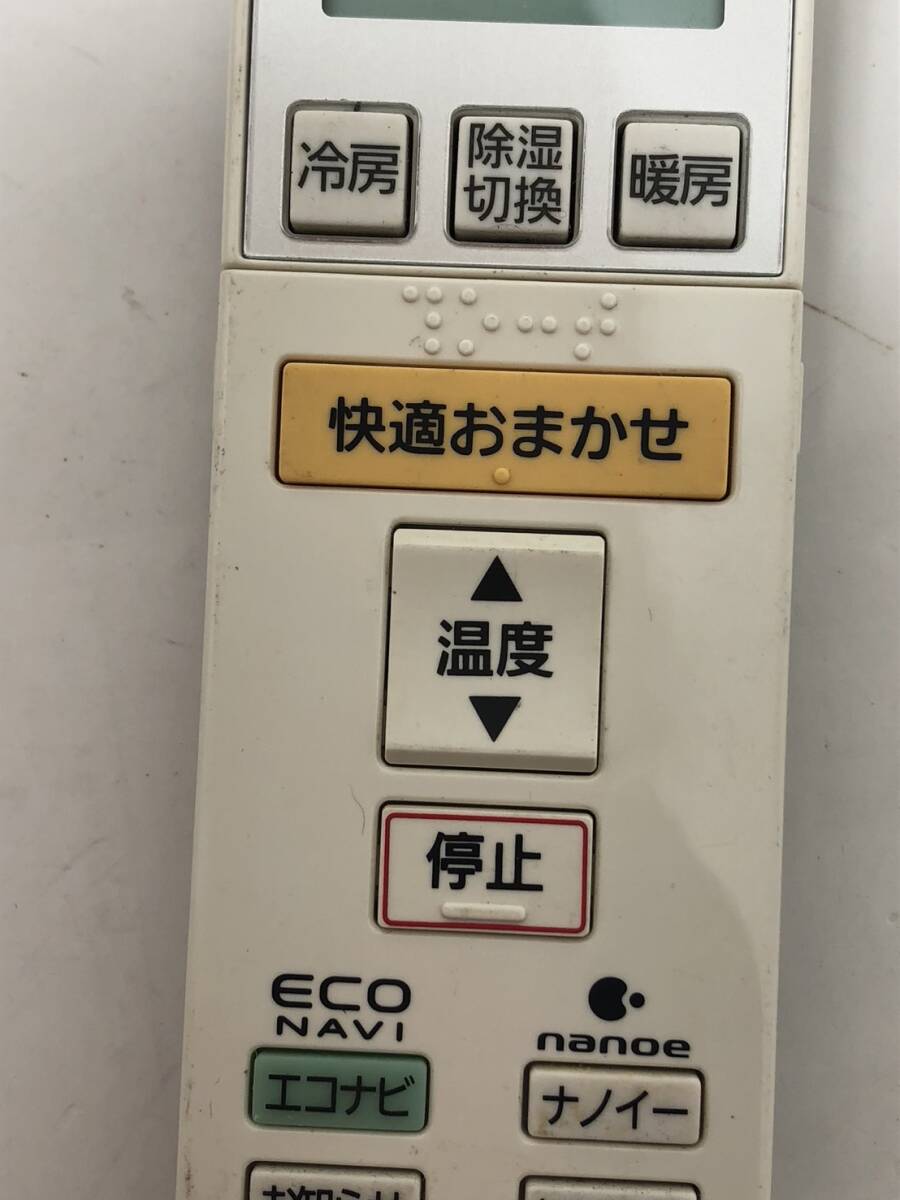 冷房
除湿
切換
暖房
快適おまかせ
▲
温度
▼
停止
ECO
NAVI
nanoe
エコナビ
ナノイー